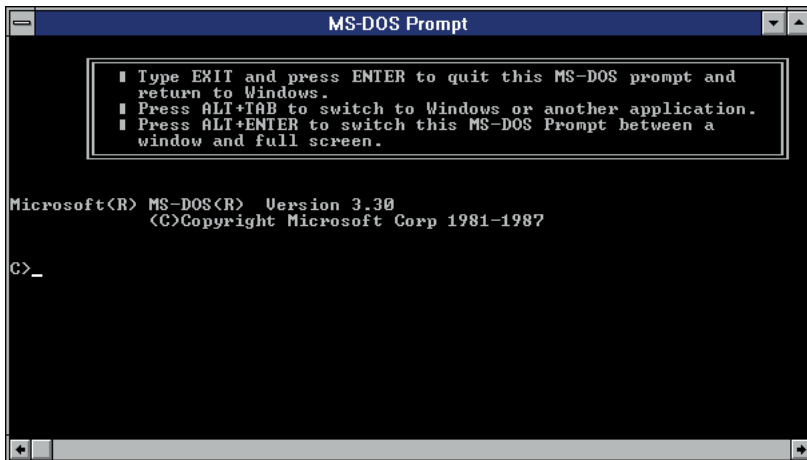 MS-DOS Prompt
Type EXIT and press ENTER to quit this MS-DOS prompt and
return to Windows.
Press ALT+TAB to switch to Windows or another application.
Press ALT+ENTER to switch this MS-DOS Prompt between a
window and full screen.
Microsoft(R) MS-DOS(R) Version 3.30
(C)Copyright Microsoft Corp 1981-1987
C>_